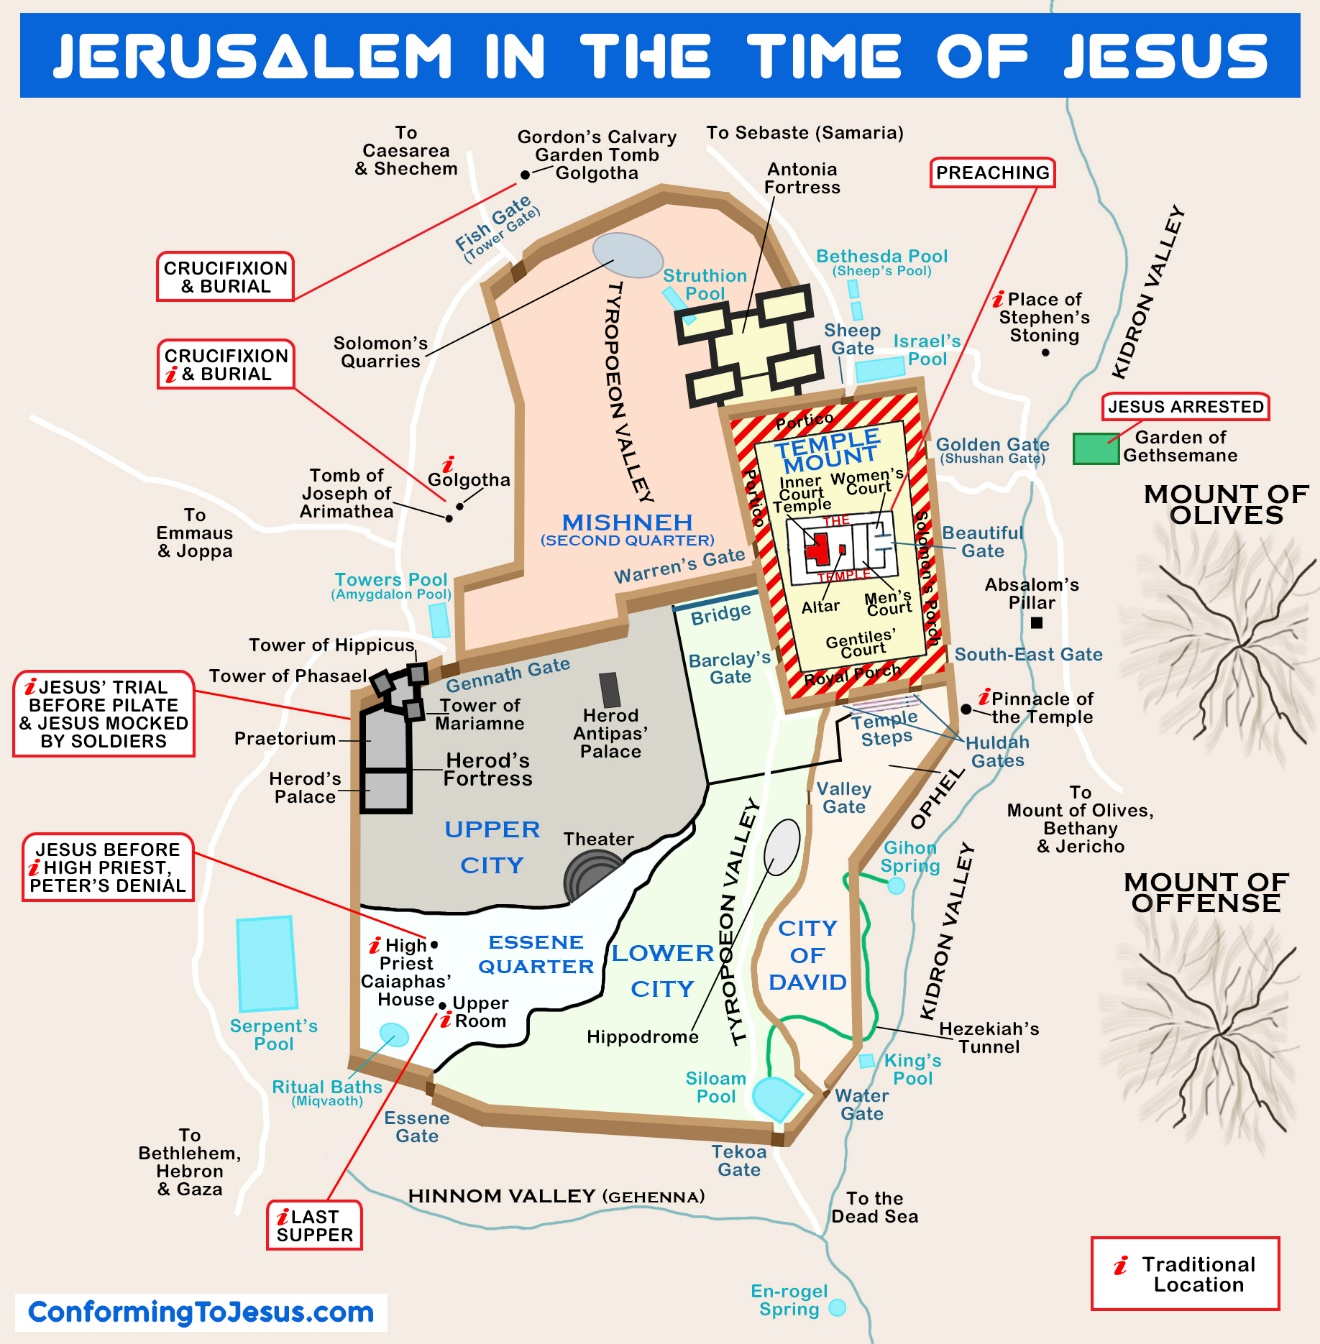 JERUSALEM IN THE TIME OF JESUS
To
Caesarea
& Shechem
Gordon's Calvary
Garden Tomb
Golgotha
To Sebaste (Samaria)
Antonia
Fortress
PREACHING
Fish Gate
(Tower Gate)
KIDRON VALLEY
CRUCIFIXION
& BURIAL
Struthion
Pool
Bethesda Pool
(Sheep's Pool)
i Place of
Stephen's
Stoning
Solomon's
Quarries
TYROPOEON VALLEY
Sheep
Gate
Israel's
Pool
CRUCIFIXION
i & BURIAL
JESUS ARRESTED
Garden of
Gethsemane
Portico
TEMPLE
MOUNT
Golden Gate
(Shushan Gate)
i
Golgotha
Tomb of
Joseph of
Arimathea
Portico
Inner
Court
Women's
Court
Temple
MOUNT OF
OLIVES
To
Emmaus
& Joppa
MISHNEH
(SECOND QUARTER)
THE
TEMPLE
Solomon's Porch
Beautiful
Gate
Warren's Gate
Towers Pool
(Amygdalon Pool)
Altar
Men's
Court
Absalom's
Pillar
Bridge
Gentiles'
Court
Tower of Hippicus
Barclay's
Gate
South-East Gate
Tower of Phasael
Gennath Gate
Royal Porch
i JESUS' TRIAL
BEFORE PILATE
& JESUS MOCKED
BY SOLDIERS
Tower of
Mariamne
Herod
Antipas'
Palace
i Pinnacle of
the Temple
Praetorium
Temple
Steps
Huldah
Gates
Herod's
Fortress
Herod's
Palace
Valley
Gate
OPHEL
To
Mount of Olives,
Bethany
& Jericho
UPPER
CITY
Theater
TYROPOEON VALLEY
Gihon
Spring
JESUS BEFORE
i HIGH PRIEST,
PETER'S DENIAL
KIDRON VALLEY
MOUNT OF
OFFENSE
i High
Priest
Caiaphas'
House
ESSENE
QUARTER
LOWER
CITY
CITY
OF
DAVID
Upper
i Room
Serpent's
Pool
Hippodrome
Hezekiah's
Tunnel
Ritual Baths
(Miqvaoth)
Siloam
Pool
King's
Pool
Essene
Gate
Water
Gate
To
Bethlehem,
Hebron
& Gaza
Tekoa
Gate
HINNOM VALLEY (GEHENNA)
To the
Dead Sea
i LAST
SUPPER
i Traditional
Location
En-rogel
Spring
ConformingToJesus.com